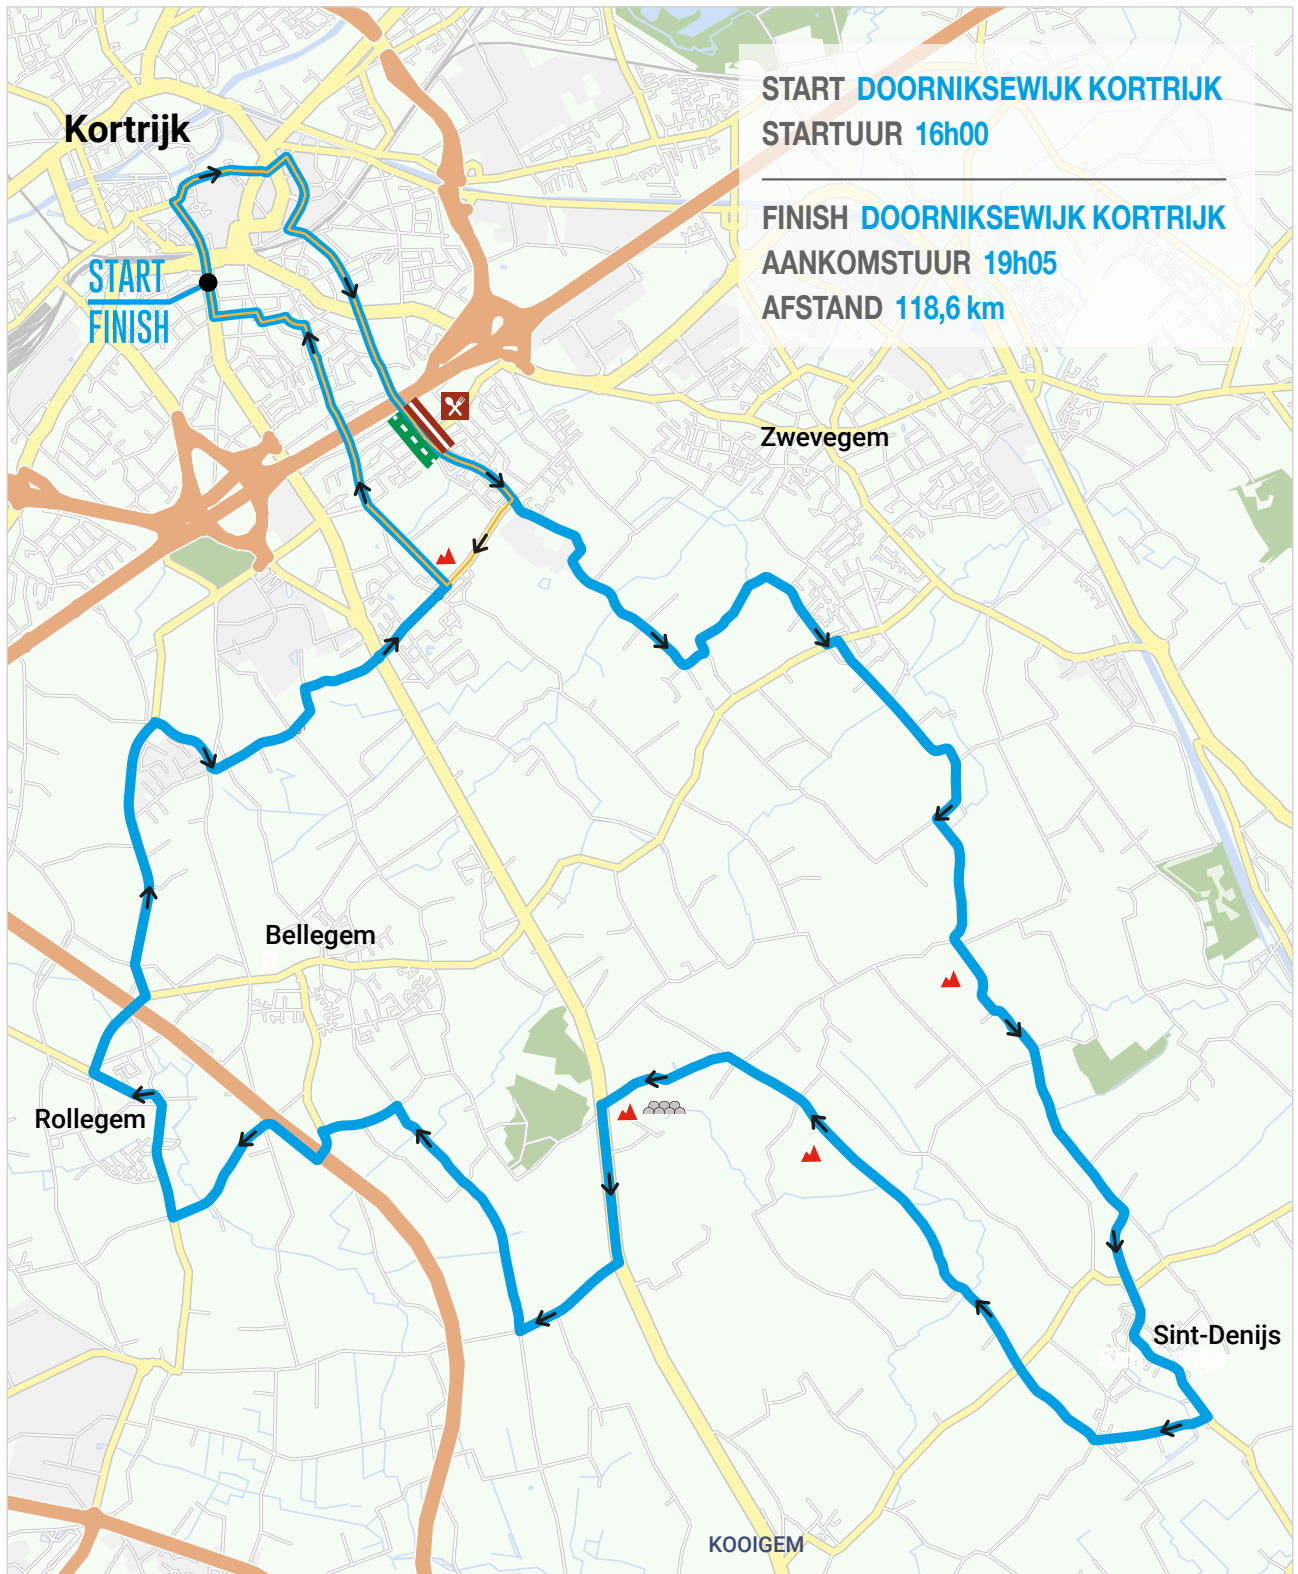 START DOORNIKSEWIJK KORTRIJK
STARTUUR 16h00
FINISH DOORNIKSEWIJK KORTRIJK
AANKOMSTUUR 19h05
AFSTAND 118,6 km
Kortrijk
START
FINISH
Zwevegem
Bellegem
Rollegem
Sint-Denijs
KOOIGEM